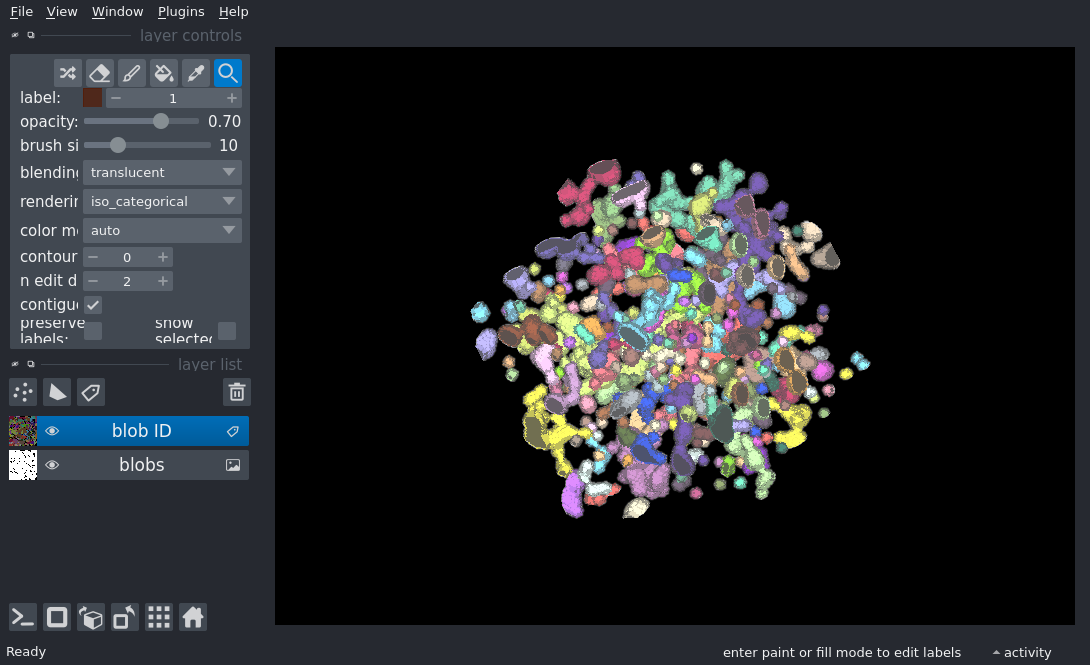 File View Window Plugins Help
layer controls
label: 1
opacity: 0.70
brush si 10
blending translucent
renderin iso_categorical
color m auto
contour 0
n edit d 2
contigu
preserve show
labels: selected
layer list
blob ID
blobs
Ready enter paint or fill mode to edit labels activity